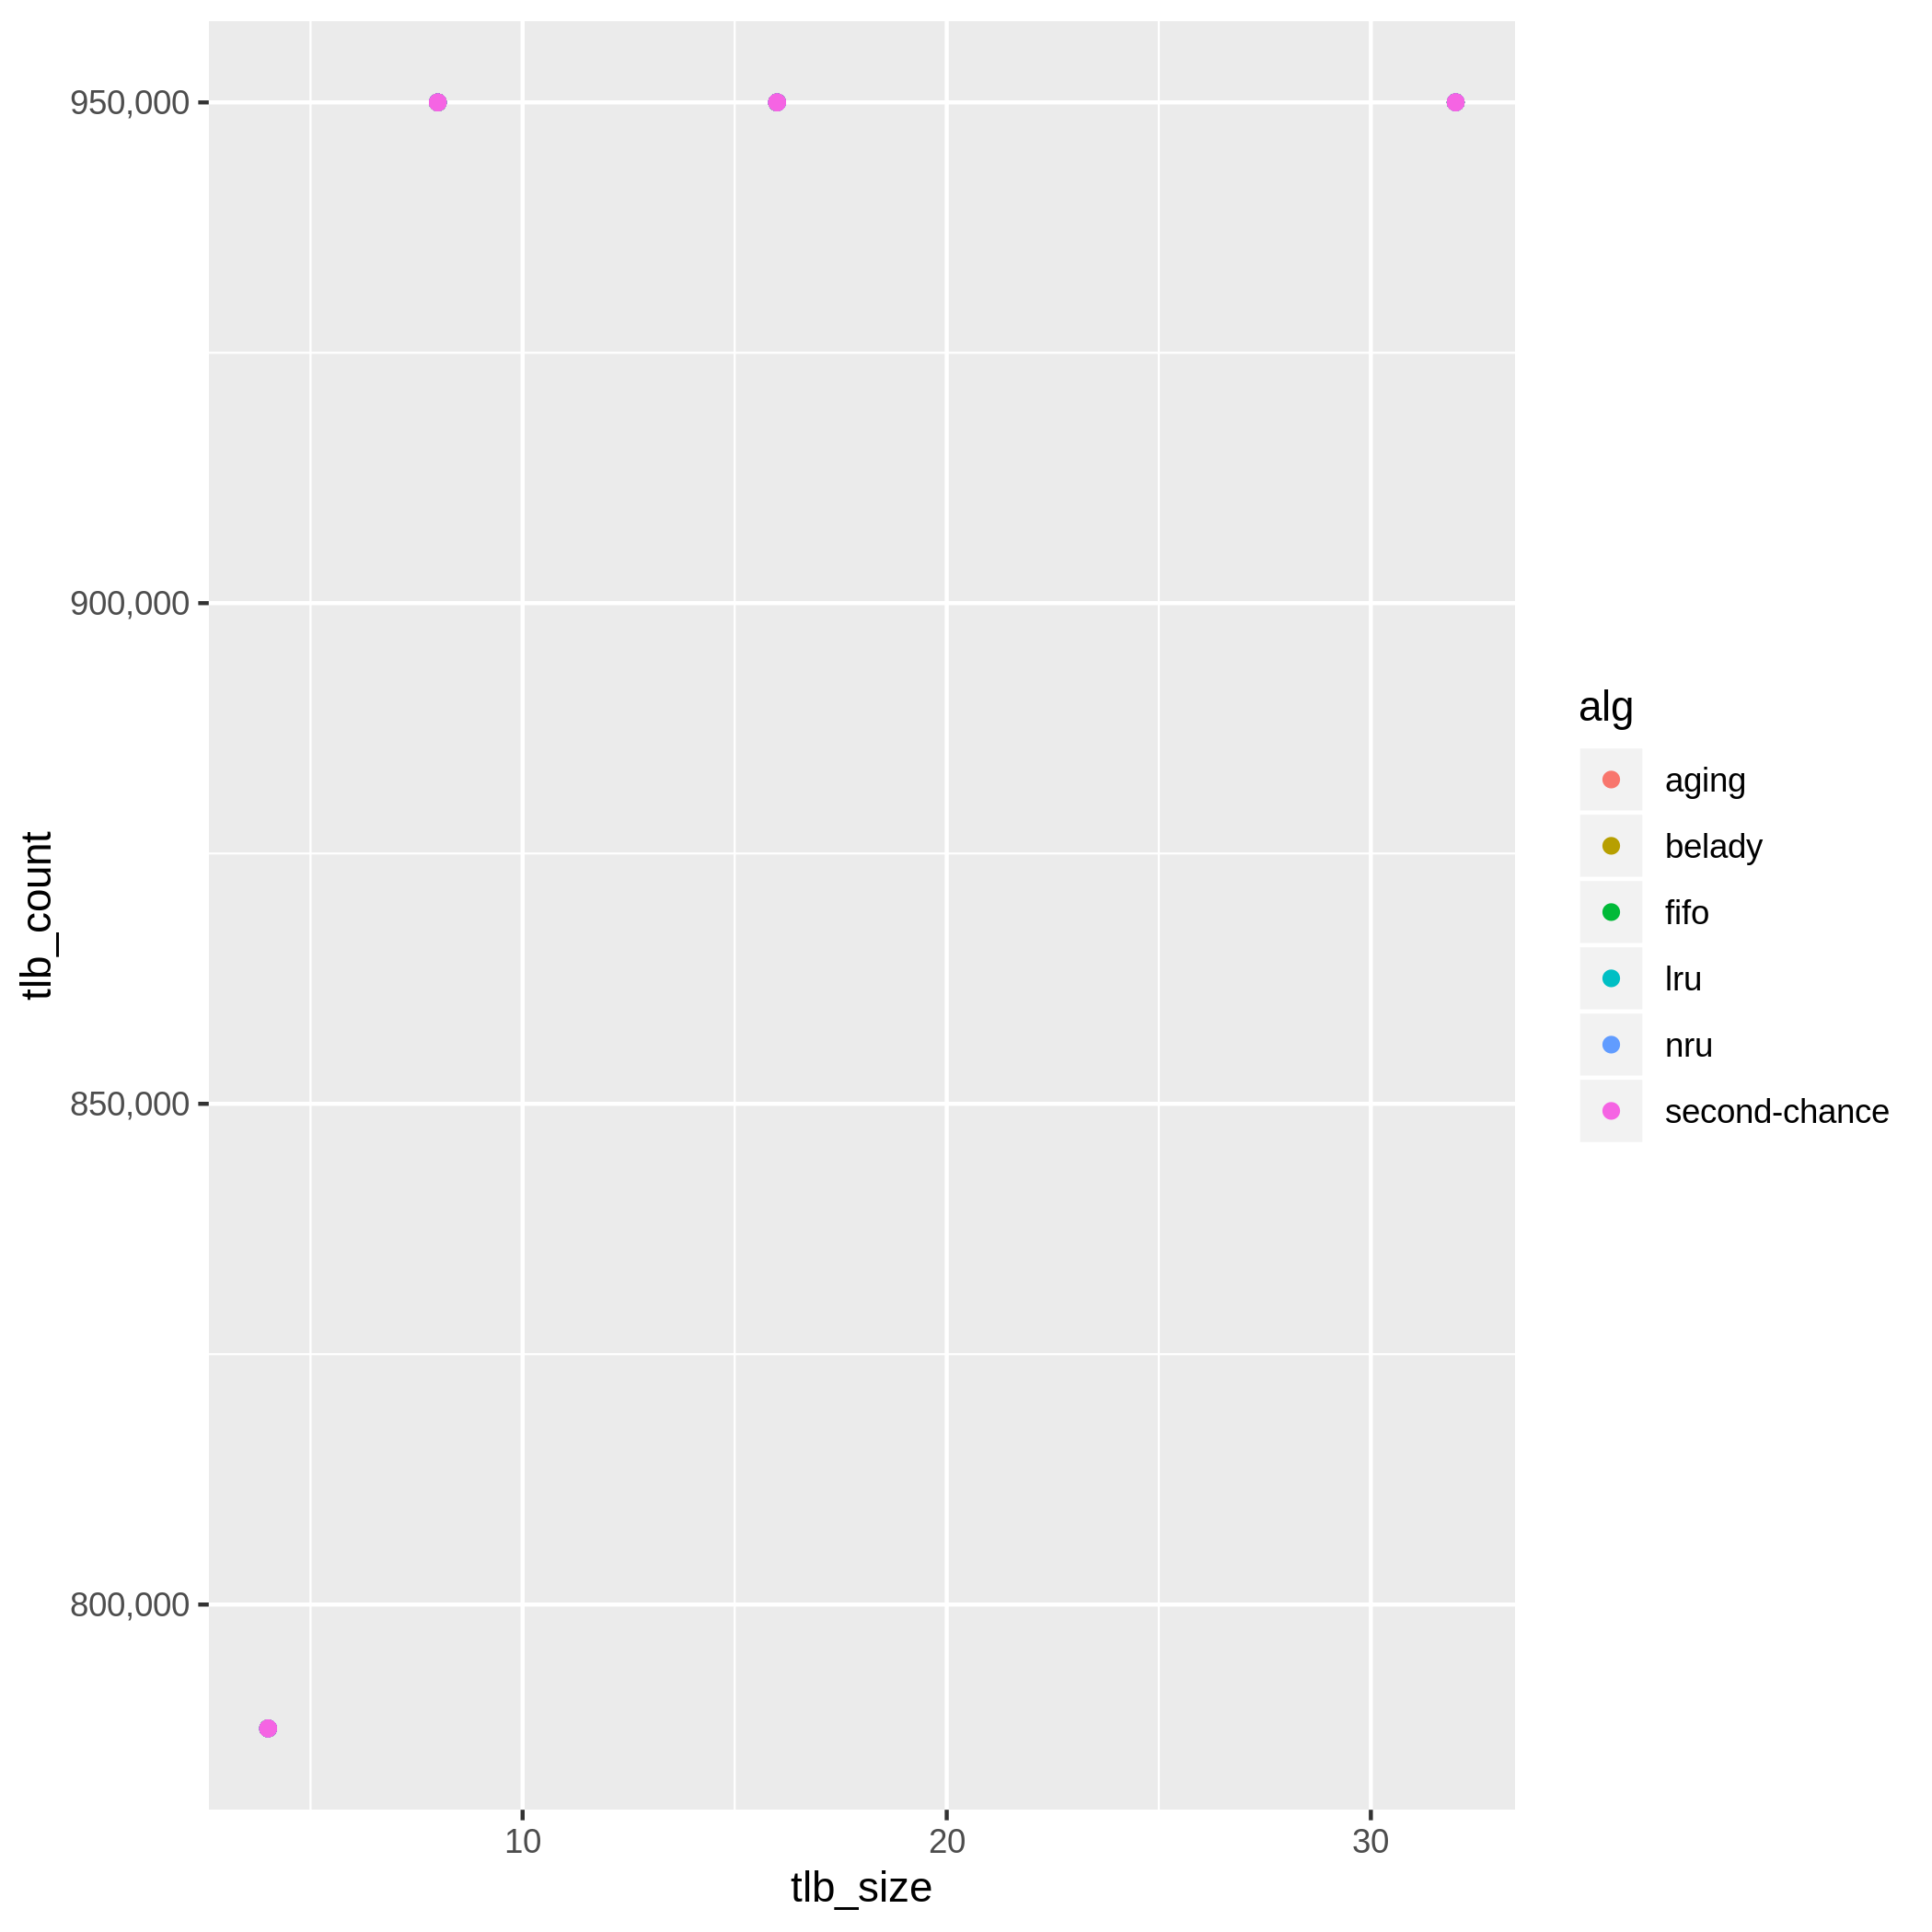 950,000
900,000
850,000
800,000
tlb_count
10
20
30
tlb_size
alg
aging
belady
fifo
lru
nru
second-chance